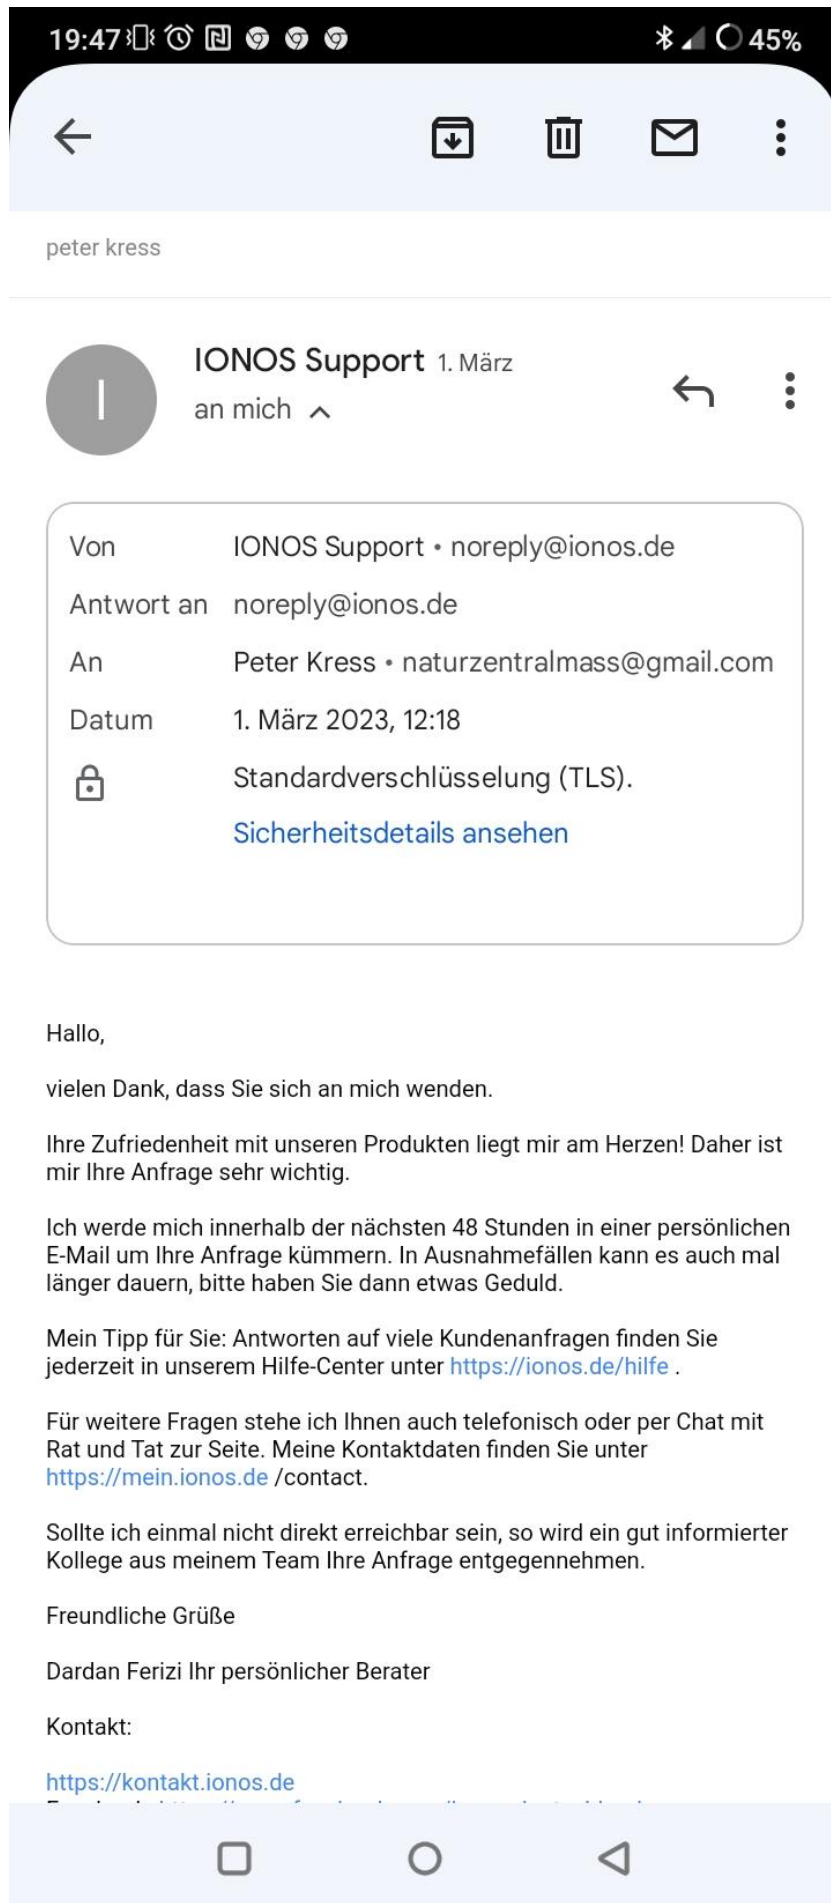 19:47 45%
peter kress
IONOS Support 1. März
an mich
I
Von IONOS Support • noreply@ionos.de
Antwort an noreply@ionos.de
An Peter Kress • naturzentralmass@gmail.com
Datum 1. März 2023, 12:18
Standardverschlüsselung (TLS).
Sicherheitsdetails ansehen
Hallo,
vielen Dank, dass Sie sich an mich wenden.
Ihre Zufriedenheit mit unseren Produkten liegt mir am Herzen! Daher ist
mir Ihre Anfrage sehr wichtig.
Ich werde mich innerhalb der nächsten 48 Stunden in einer persönlichen
E-Mail um Ihre Anfrage kümmern. In Ausnahmefällen kann es auch mal
länger dauern, bitte haben Sie dann etwas Geduld.
Mein Tipp für Sie: Antworten auf viele Kundenanfragen finden Sie
jederzeit in unserem Hilfe-Center unter https://ionos.de/hilfe .
Für weitere Fragen stehe ich Ihnen auch telefonisch oder per Chat mit
Rat und Tat zur Seite. Meine Kontaktdaten finden Sie unter
https://mein.ionos.de /contact.
Sollte ich einmal nicht direkt erreichbar sein, so wird ein gut informierter
Kollege aus meinem Team Ihre Anfrage entgegennehmen.
Freundliche Grüße
Dardan Ferizi Ihr persönlicher Berater
Kontakt:
https://kontakt.ionos.de